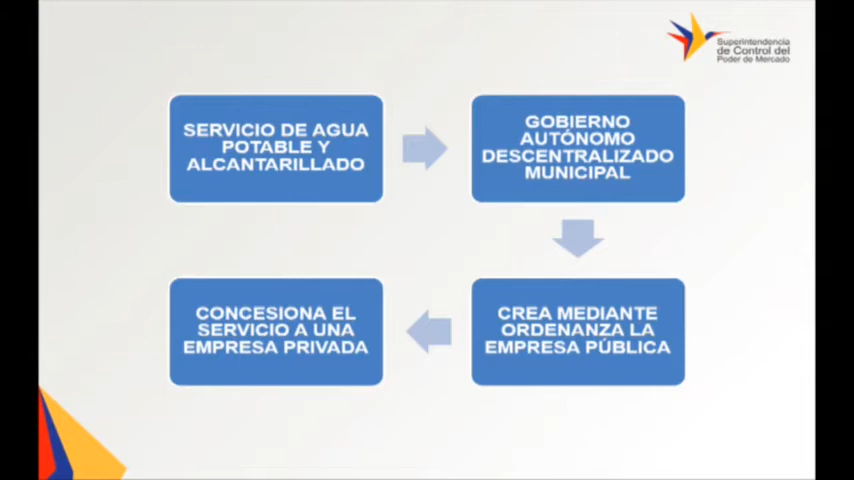 Superintendencia
de Control del
Poder de Mercado
SERVICIO DE AGUA
POTABLE Y
ALCANTARILLADO
GOBIERNO
AUTÓNOMO
DESCENTRALIZADO
MUNICIPAL
CREA MEDIANTE
ORDENANZA LA
EMPRESA PÚBLICA
CONCESIONA EL
SERVICIO A UNA
EMPRESA PRIVADA